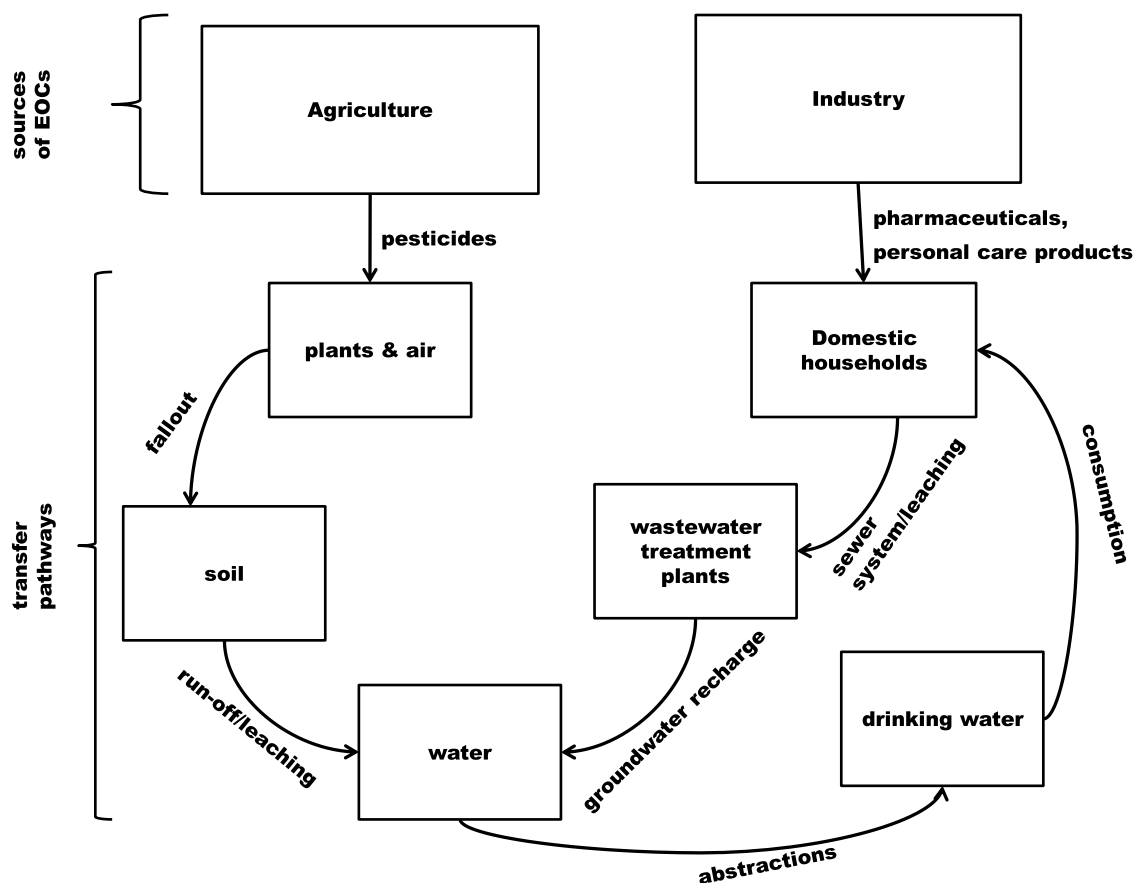 sources
of EOCs
Agriculture
Industry
pesticides
pharmaceuticals,
personal care products
plants & air
Domestic
households
fallout
consumption
transfer
pathways
soil
wastewater
treatment
plants
sewer
system/leaching
run-off/leaching
water
groundwater recharge
drinking water
abstractions